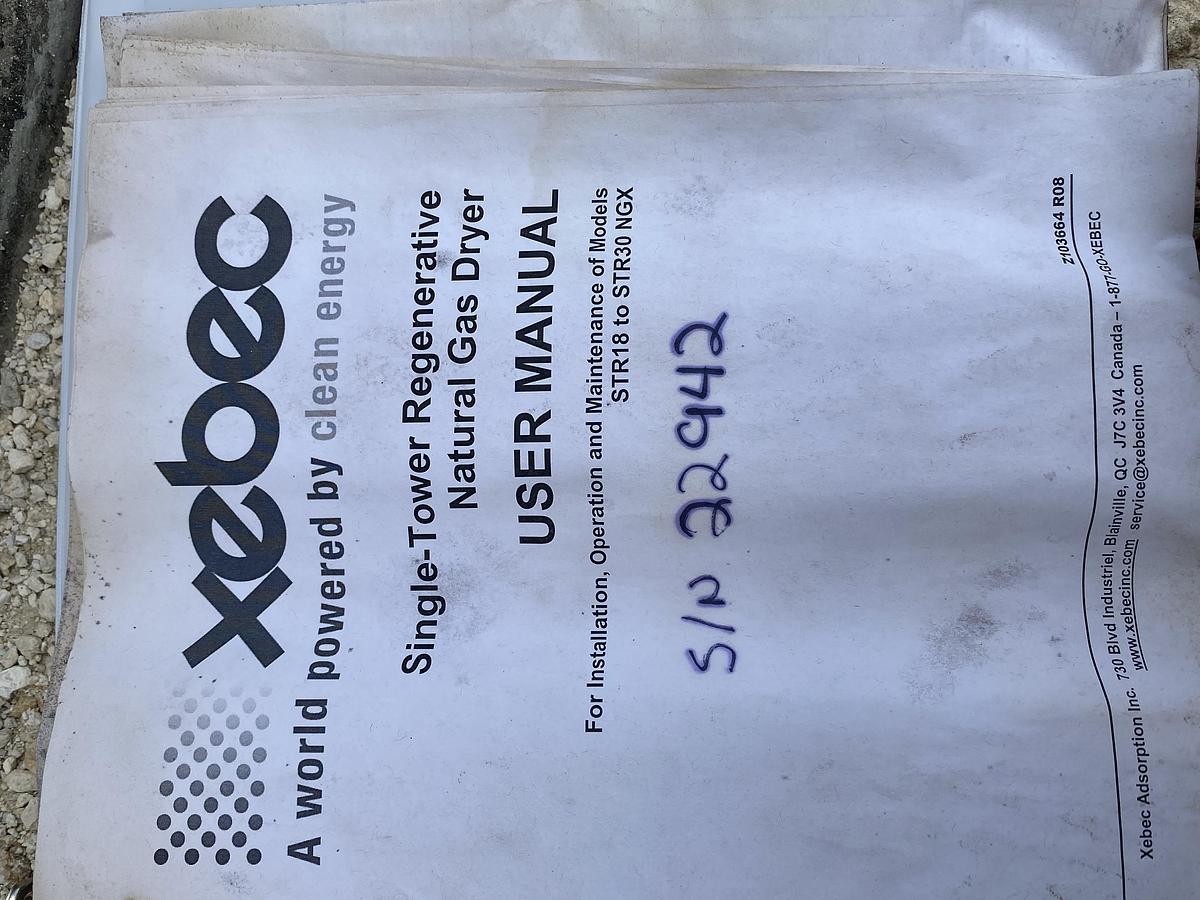 xebec
A world powered by clean energy
Single-Tower Regenerative
Natural Gas Dryer
USER MANUAL
For Installation, Operation and Maintenance of Models
STR18 to STR30 NGX
S/N 22942
Z103664 R08
Xebec Adsorption Inc. 730 Blvd Industriel, Blainville, QC J7C 3V4 Canada – 1-877-GO-XEBEC
www.xebecinc.com service@xebecinc.com